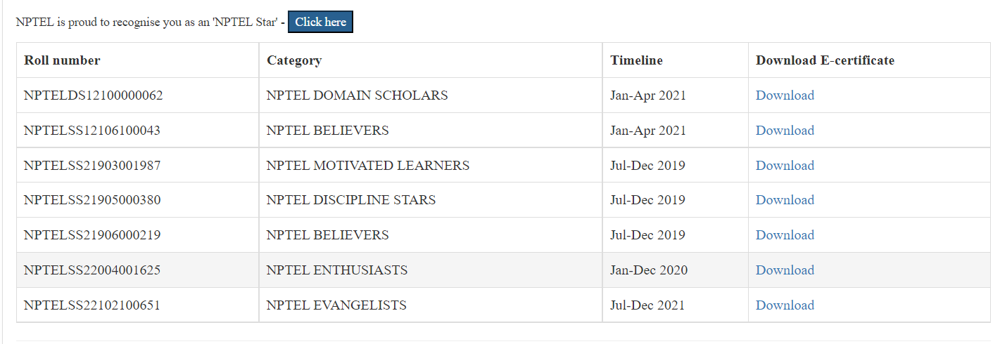 NPTEL is proud to recognise you as an 'NPTEL Star' - Click here
Roll number Category Timeline Download E-certificate
NPTELDS12100000062 NPTEL DOMAIN SCHOLARS Jan-Apr 2021 Download
NPTELSS12106100043 NPTEL BELIEVERS Jan-Apr 2021 Download
NPTELSS21903001987 NPTEL MOTIVATED LEARNERS Jul-Dec 2019 Download
NPTELSS21905000380 NPTEL DISCIPLINE STARS Jul-Dec 2019 Download
NPTELSS21906000219 NPTEL BELIEVERS Jul-Dec 2019 Download
NPTELSS22004001625 NPTEL ENTHUSIASTS Jan-Dec 2020 Download
NPTELSS22102100651 NPTEL EVANGELISTS Jul-Dec 2021 Download